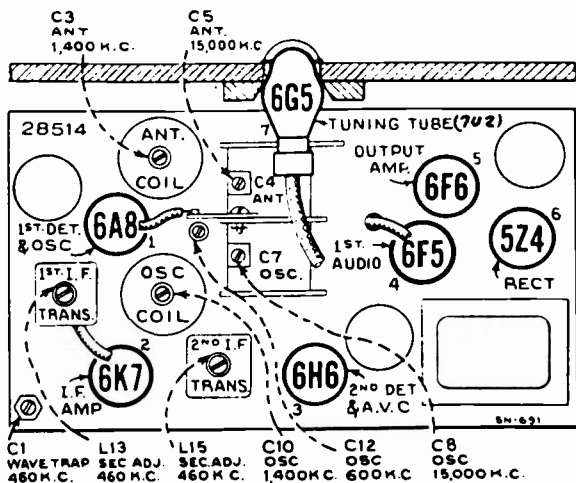 C3
ANT
1,400 K.C.
C5
ANT.
15,000 K.C
6G5
7
TUNING TUBE (7U2)
28514
ANT.
COIL
OUTPUT
AMP.
5
6F6
C4
ANT
1ST. DET.
& OSC
6A8
1
6
5Z4
RECT
1ST
AUDIO
6F5
4
C7
OSC.
1ST. I.F.
TRANS.
OSC
COIL
2
6K7
I.F.
AMP
2ND I.F
TRANS.
6H6
3
2ND DET
& A.V.C
SN-691
C1
WAVE TRAP
460 K.C.
L13
SEC ADJ.
460 K.C.
L15
SEC. ADJ.
460 K.C.
C10
OSC
1,400 K.C.
C12
OSC
600 K.C
C8
OSC
15,000 K.C.